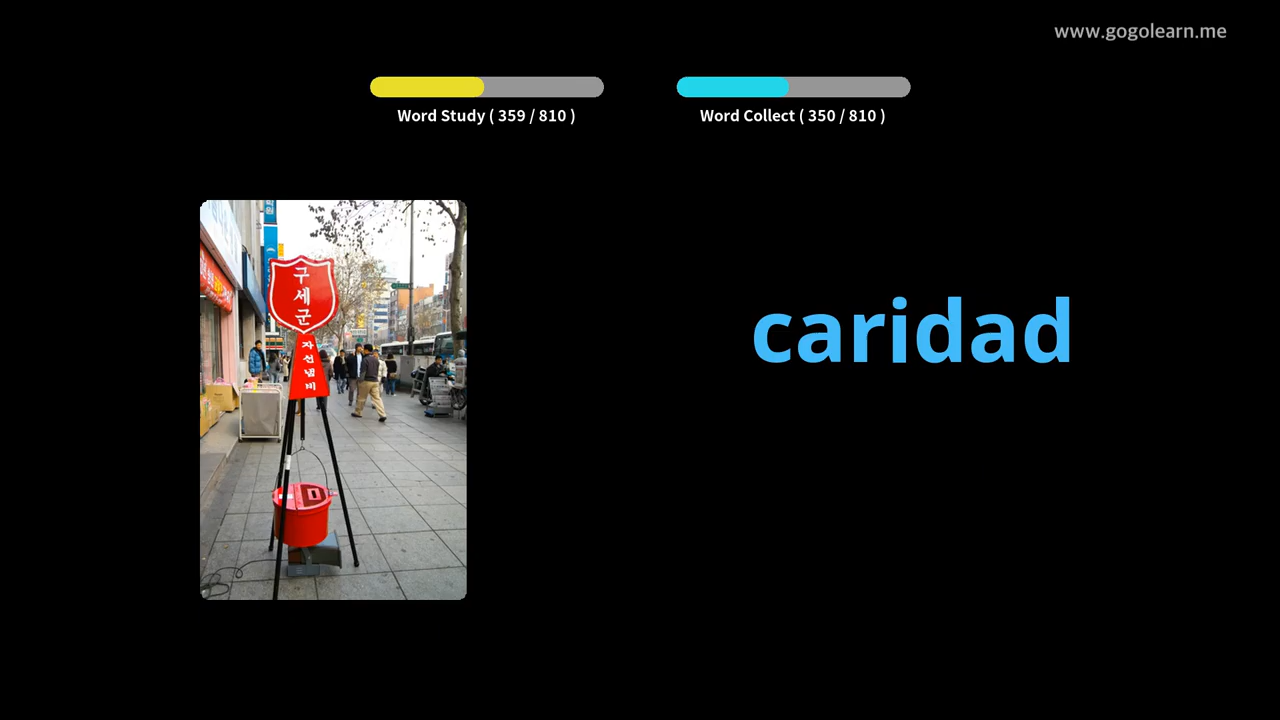 www.gogolearn.me
Word Study ( 359 / 810 )
Word Collect ( 350 / 810 )
구
세
군
자
선
냄
비
caridad